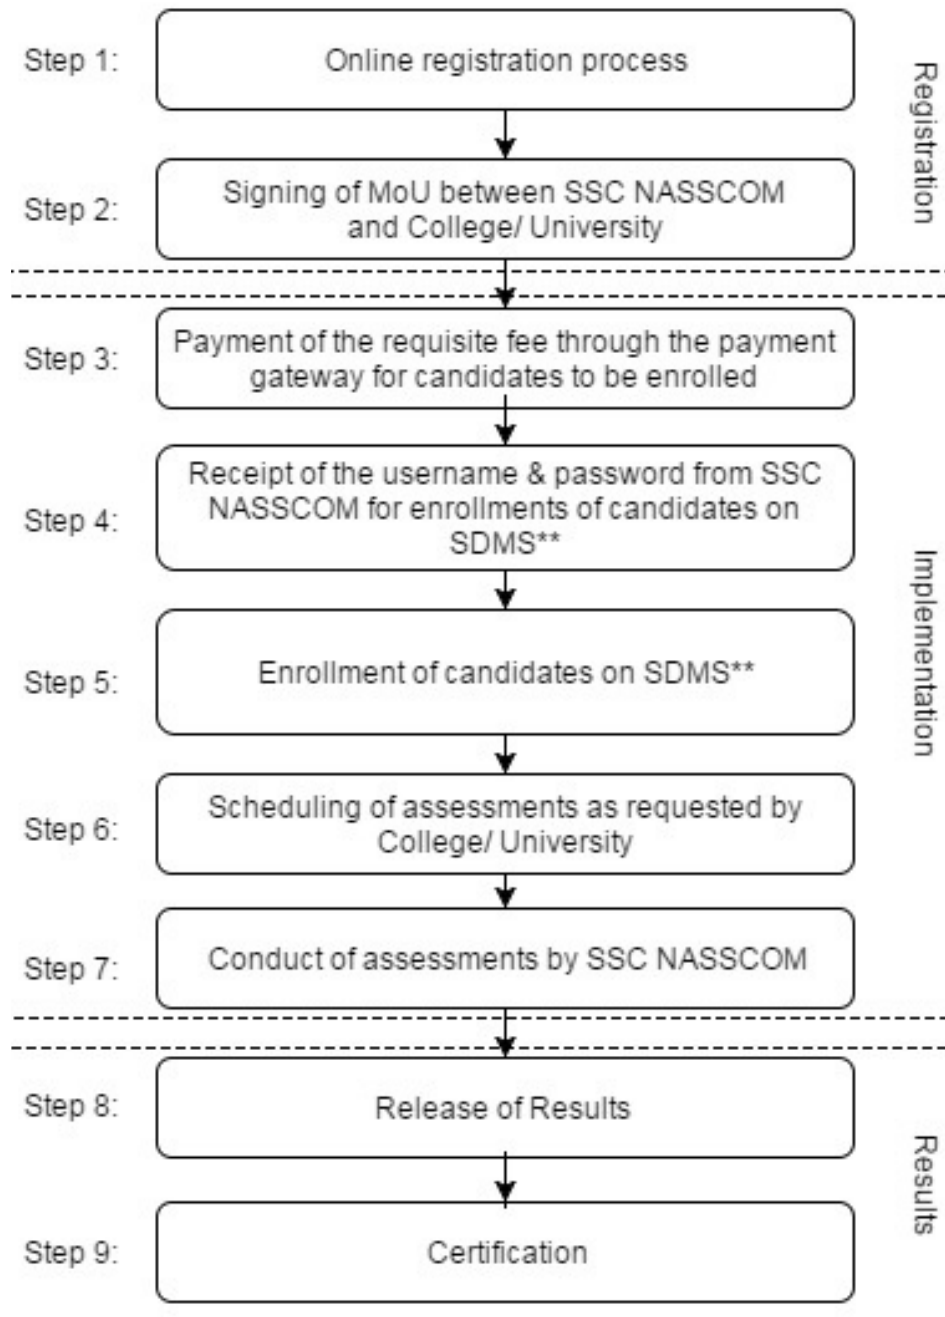 Step 1:
Online registration process
Registration
Step 2:
Signing of MoU between SSC NASSCOM
and College/ University
Step 3:
Payment of the requisite fee through the payment
gateway for candidates to be enrolled
Step 4:
Receipt of the username & password from SSC
NASSCOM for enrollments of candidates on
SDMS**
Implementation
Step 5:
Enrollment of candidates on SDMS**
Step 6:
Scheduling of assessments as requested by
College/ University
Step 7:
Conduct of assessments by SSC NASSCOM
Step 8:
Release of Results
Results
Step 9:
Certification